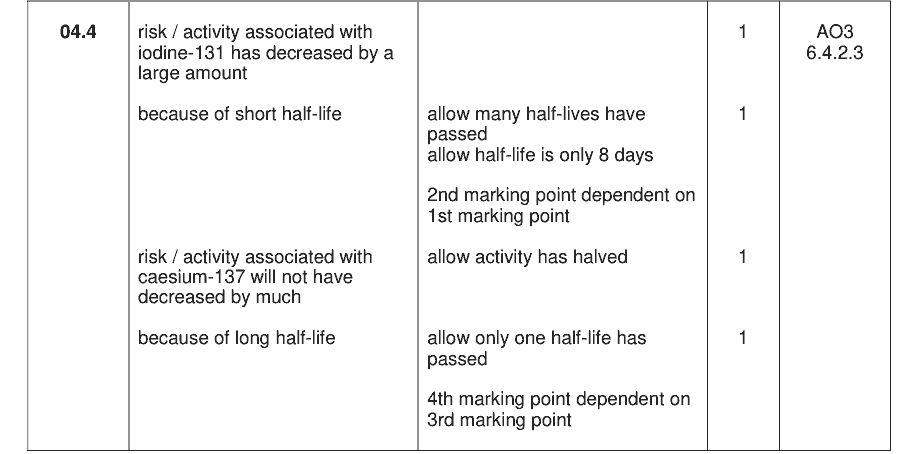 04.4
risk / activity associated with
iodine-131 has decreased by a
large amount
1
AO3
6.4.2.3
because of short half-life
allow many half-lives have
passed
allow half-life is only 8 days
1
2nd marking point dependent on
1st marking point
risk / activity associated with
caesium-137 will not have
decreased by much
allow activity has halved
1
because of long half-life
allow only one half-life has
passed
1
4th marking point dependent on
3rd marking point